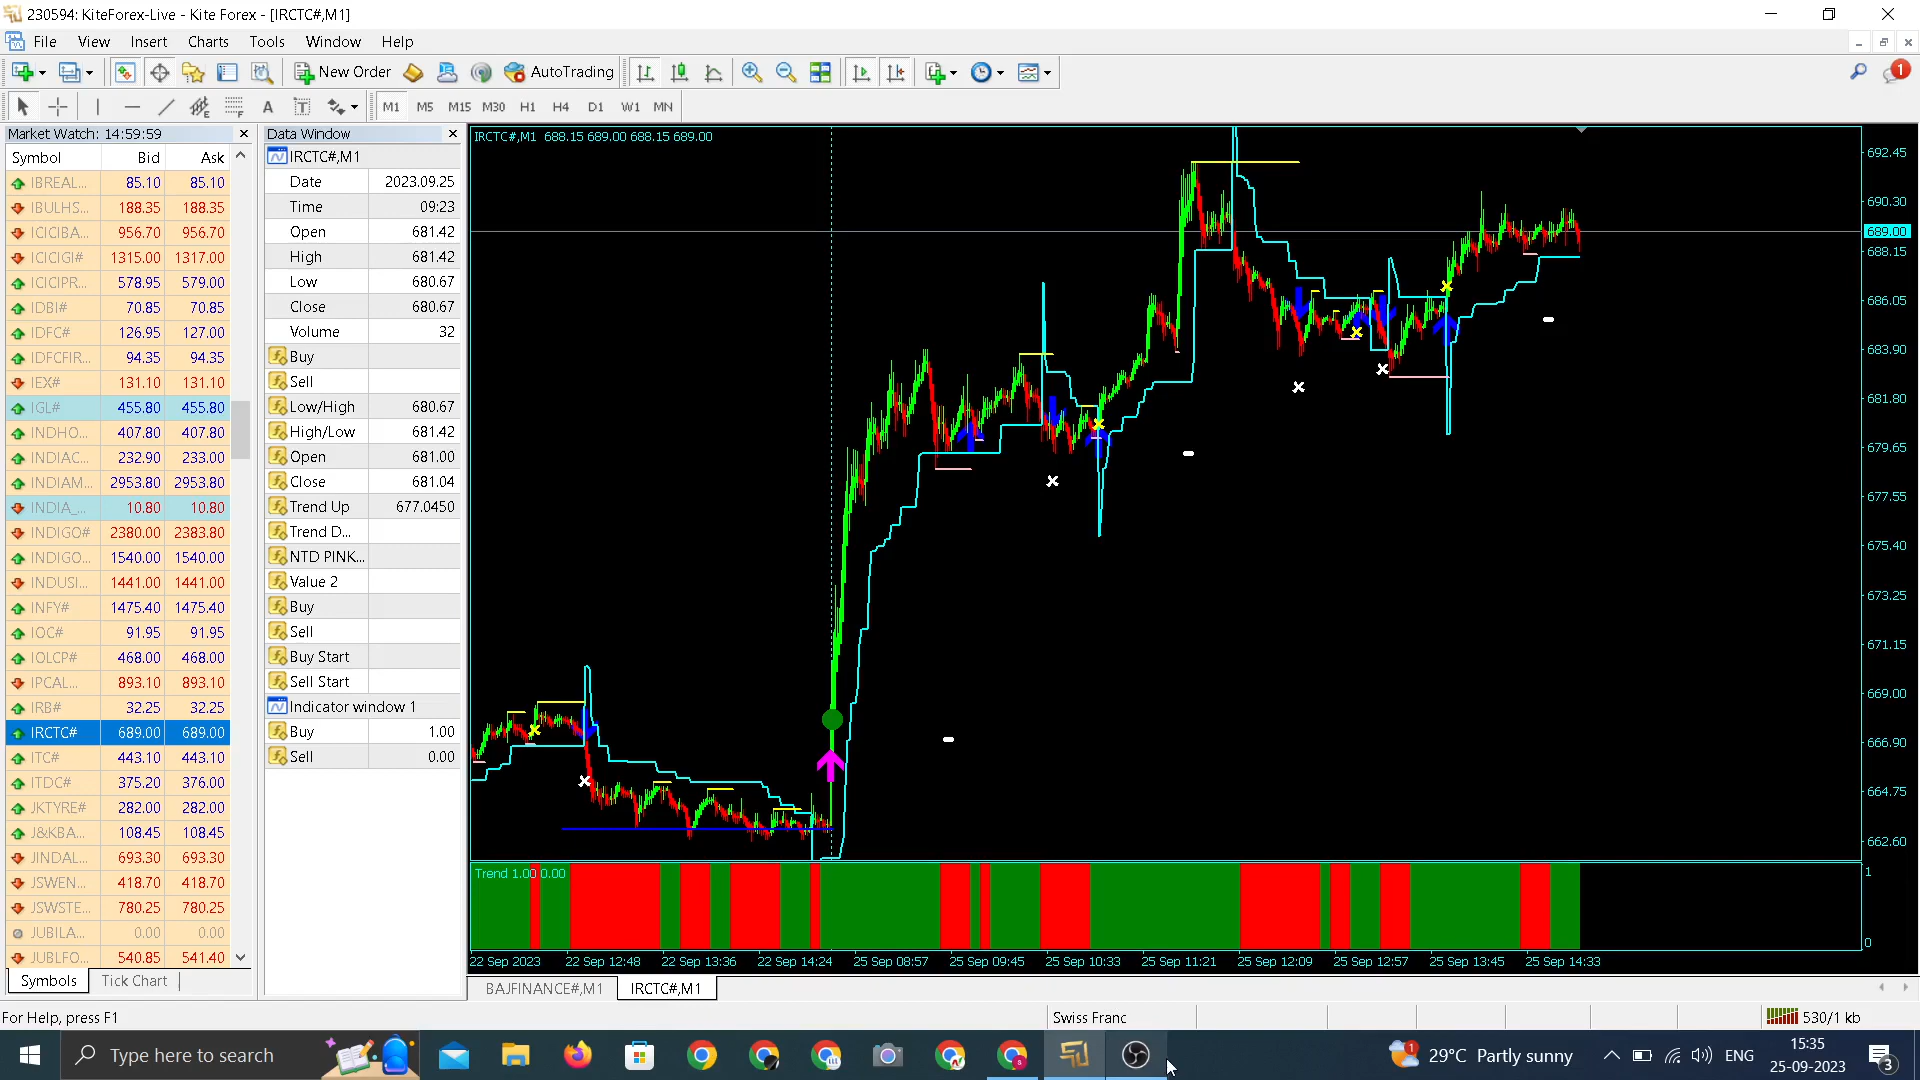 230594: KiteForex-Live - Kite Forex - [IRCTC#,M1]
File View Insert Charts Tools Window Help
New Order AutoTrading 1
A T M1 M5 M15 M30 H1 H4 D1 W1 MN
Market Watch: 14:59:59
Symbol Bid Ask
IBREAL... 85.10 85.10
IBULHS... 188.35 188.35
ICICIBA... 956.70 956.70
ICICIGI# 1315.00 1317.00
ICICIPR... 578.95 579.00
IDBI# 70.85 70.85
IDFC# 126.95 127.00
IDFCFIR... 94.35 94.35
IEX# 131.10 131.10
IGL# 455.80 455.80
INDHO... 407.80 407.80
INDIAC... 232.90 233.00
INDIAM... 2953.80 2953.80
INDIA_... 10.80 10.80
INDIGO# 2380.00 2383.80
INDIGO... 1540.00 1540.00
INDUSI... 1441.00 1441.00
INFY# 1475.40 1475.40
IOC# 91.95 91.95
IOLCP# 468.00 468.00
IPCAL... 893.10 893.10
IRB# 32.25 32.25
IRCTC# 689.00 689.00
ITC# 443.10 443.10
ITDC# 375.20 376.00
JKTYRE# 282.00 282.00
J&KBA... 108.45 108.45
JINDAL... 693.30 693.30
JSWEN... 418.70 418.70
JSWSTE... 780.25 780.25
JUBILA... 0.00 0.00
JUBLFO... 540.85 541.40
Symbols Tick Chart
Data Window
IRCTC#,M1
Date 2023.09.25
Time 09:23
Open 681.42
High 681.42
Low 680.67
Close 680.67
Volume 32
Buy
Sell
Low/High 680.67
High/Low 681.42
Open 681.00
Close 681.04
Trend Up 677.0450
Trend D...
NTD PINK...
Value 2
Buy
Sell
Buy Start
Sell Start
Indicator window 1
Buy 1.00
Sell 0.00
IRCTC#,M1 688.15 689.00 688.15 689.00
692.45
690.30
689.00
688.15
686.05
683.90
681.80
679.65
677.55
675.40
673.25
671.15
669.00
666.90
664.75
662.60
Trend 1.00 0.00
1
0
22 Sep 2023 22 Sep 12:48 22 Sep 13:36 22 Sep 14:24 25 Sep 08:57 25 Sep 09:45 25 Sep 10:33 25 Sep 11:21 25 Sep 12:09 25 Sep 12:57 25 Sep 13:45 25 Sep 14:33
BAJFINANCE#,M1 IRCTC#,M1
For Help, press F1 Swiss Franc 530/1 kb
Type here to search 29°C Partly sunny ENG 15:35
25-09-2023 3